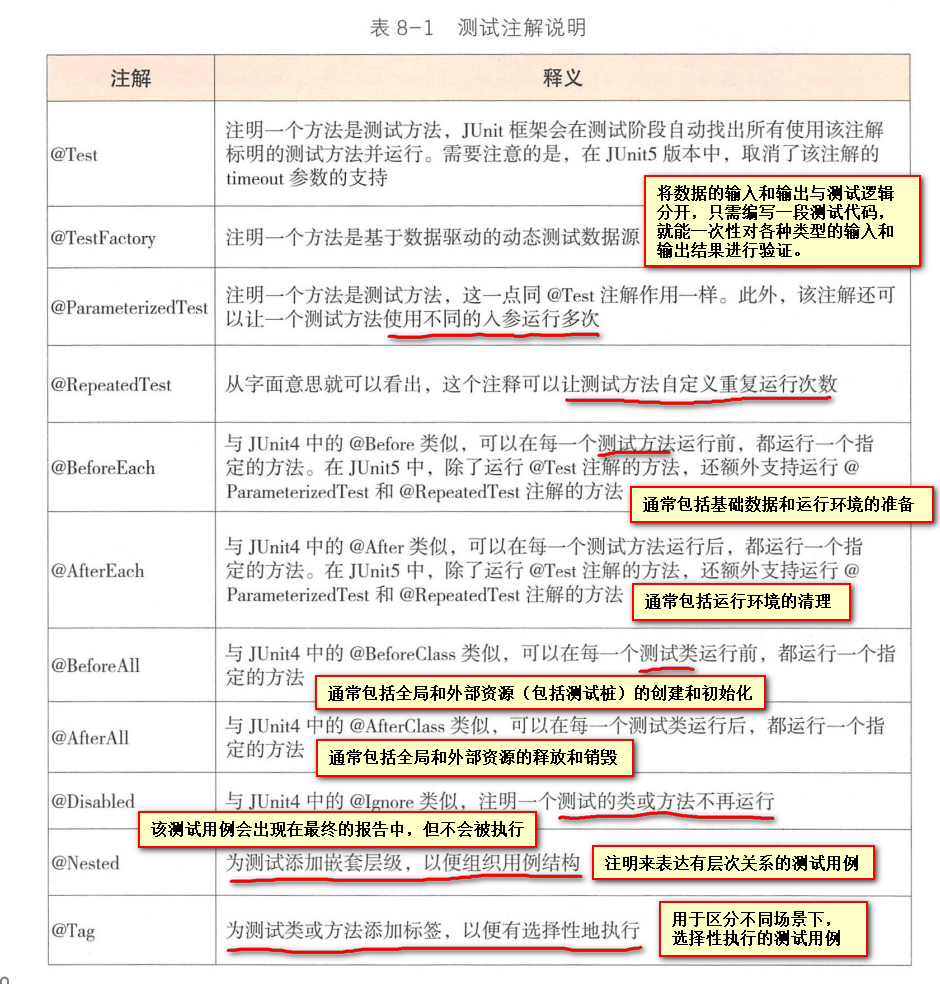 表 8-1 测试注解说明
注解
释义
@Test
注明一个方法是测试方法，JUnit 框架会在测试阶段自动找出所有使用该注解
标明的测试方法并运行。需要注意的是，在 JUnit5 版本中，取消了该注解的
timeout 参数的支持
将数据的输入和输出与测试逻辑
分开，只需编写一段测试代码，
就能一次性对各种类型的输入和
输出结果进行验证。
@TestFactory
注明一个方法是基于数据驱动的动态测试数据源
@ParameterizedTest
注明一个方法是测试方法，这一点同 @Test 注解作用一样。此外，该注解还可
以让一个测试方法使用不同的入参运行多次
@RepeatedTest
从字面意思就可以看出，这个注释可以让测试方法自定义重复运行次数
@BeforeEach
与 JUnit4 中的 @Before 类似，可以在每一个测试方法运行前，都运行一个指
定的方法。在 JUnit5 中，除了运行 @Test 注解的方法，还额外支持运行 @
ParameterizedTest 和 @RepeatedTest 注解的方法
通常包括基础数据和运行环境的准备
@AfterEach
与 JUnit4 中的 @After 类似，可以在每一个测试方法运行后，都运行一个指
定的方法。在 JUnit5 中，除了运行 @Test 注解的方法，还额外支持运行 @
ParameterizedTest 和 @RepeatedTest 注解的方法
通常包括运行环境的清理
@BeforeAll
与 JUnit4 中的 @BeforeClass 类似，可以在每一个测试类运行前，都运行一个指
定的方法
通常包括全局和外部资源（包括测试桩）的创建和初始化
@AfterAll
与 JUnit4 中的 @AfterClass 类似，可以在每一个测试类运行后，都运行一个指
定的方法
通常包括全局和外部资源的释放和销毁
@Disabled
与 JUnit4 中的 @Ignore 类似，注明一个测试的类或方法不再运行
该测试用例会出现在最终的报告中，但不会被执行
@Nested
为测试添加嵌套层级，以便组织用例结构
注明来表达有层次关系的测试用例
@Tag
为测试类或方法添加标签，以便有选择性地执行
用于区分不同场景下，
选择性执行的测试用例